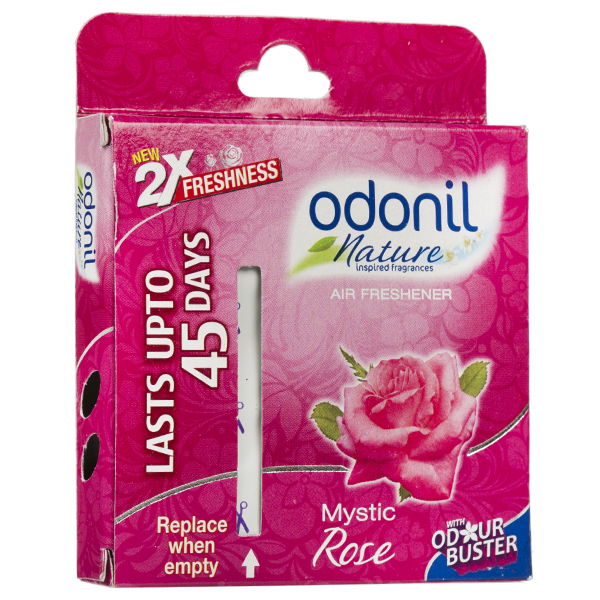 NEW
2X FRESHNESS
odonil
Nature
inspired fragrances
AIR FRESHENER
LASTS UPTO
45 DAYS
Mystic
Rose
Replace
when
empty
WITH
ODOUR
BUSTER
odonil
Nature